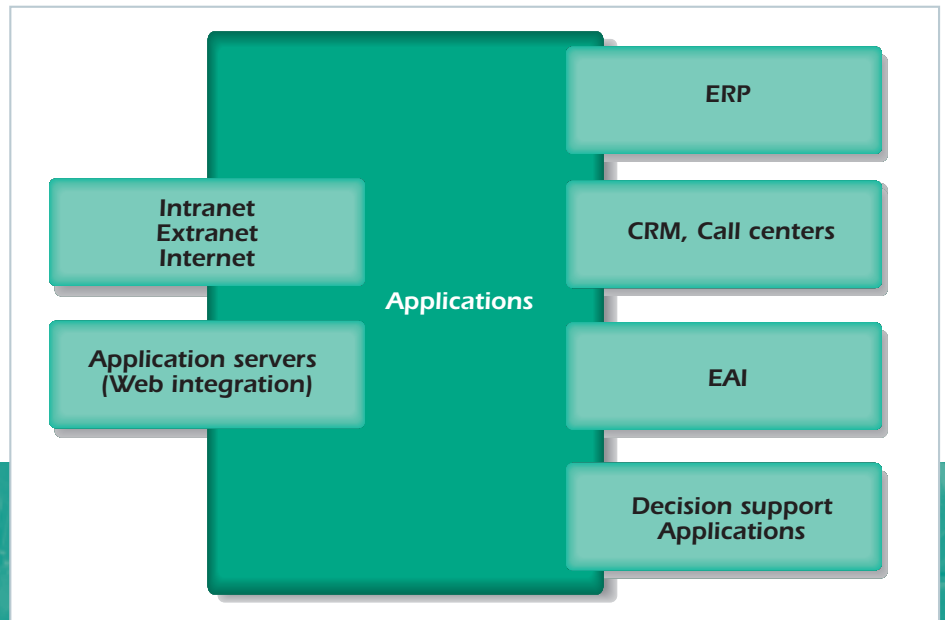 ERP
Intranet
Extranet
Internet
CRM, Call centers
Applications
Application servers
(Web integration)
EAI
Decision support
Applications